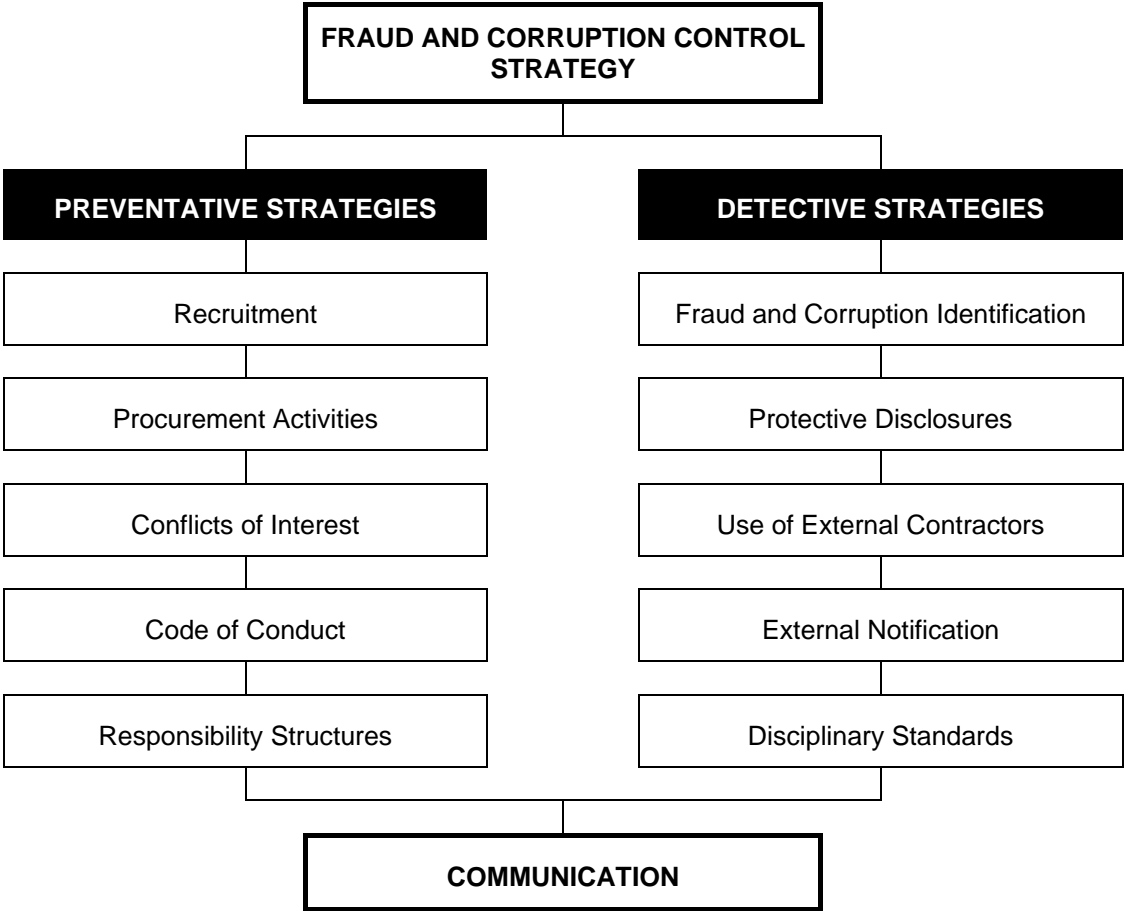 FRAUD AND CORRUPTION CONTROL
STRATEGY
PREVENTATIVE STRATEGIES
DETECTIVE STRATEGIES
Recruitment
Fraud and Corruption Identification
Procurement Activities
Protective Disclosures
Conflicts of Interest
Use of External Contractors
Code of Conduct
External Notification
Responsibility Structures
Disciplinary Standards
COMMUNICATION